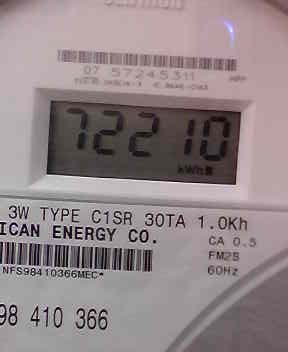 07 57245311
72210
kWh
3W TYPE C1SR 30TA 1.0Kh
ICAN ENERGY CO.
CA 0.5
FM2S
60Hz
NFS98410366MEC*
98 410 366